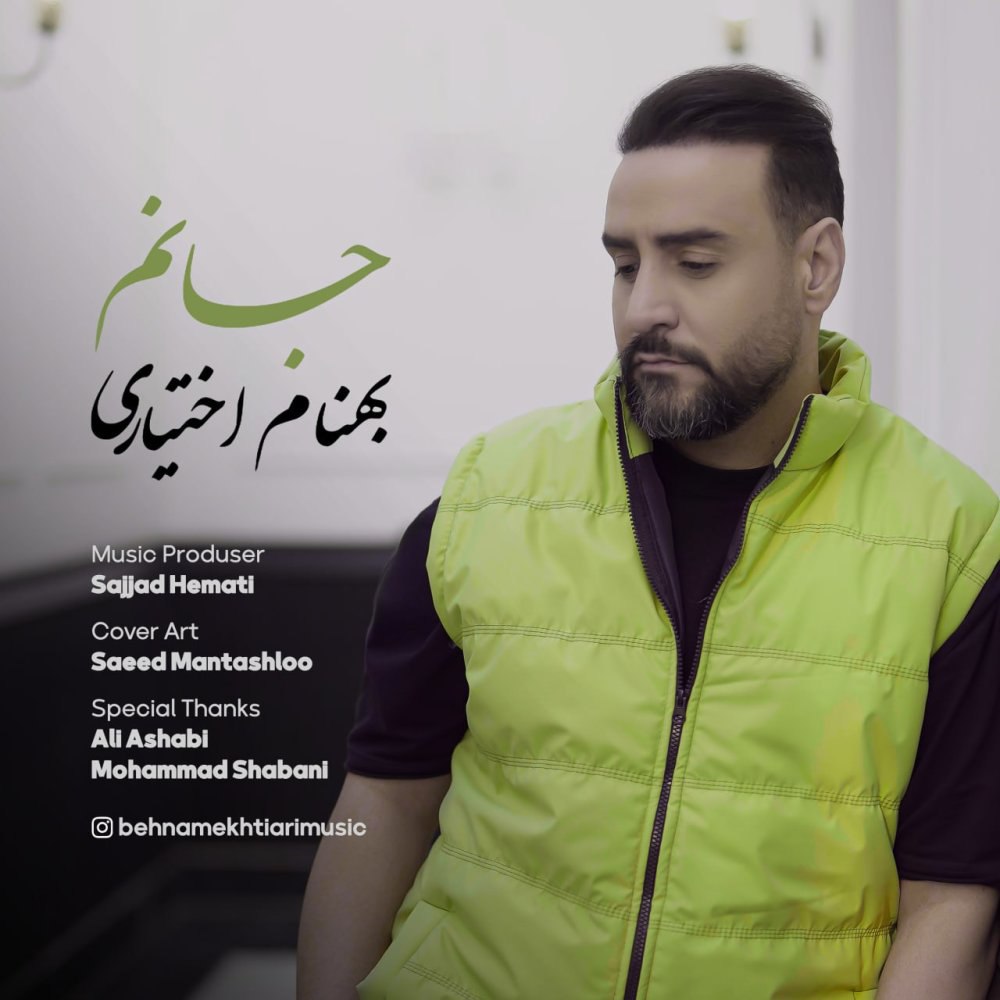 جانم
بهنام اختیاری
Music Produser
Sajjad Hemati
Cover Art
Saeed Mantashloo
Special Thanks
Ali Ashabi
Mohammad Shabani
behnamekhtiarimusic